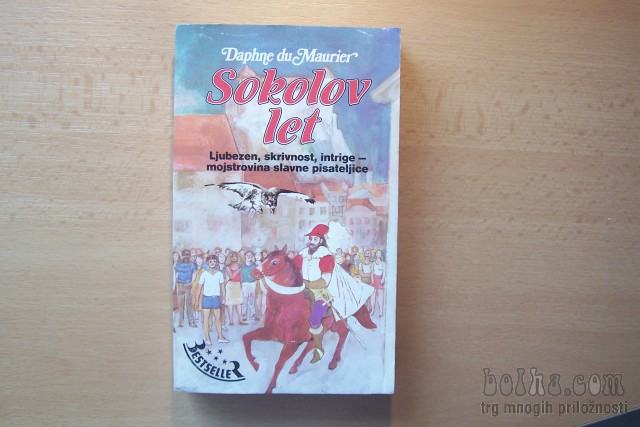 Daphne du Maurier
Sokolov
let
Ljubezen, skrivnost, intrige –
mojstrovina slavne pisateljice
BESTSELLER
bolha.com
trg mnogih priložnosti